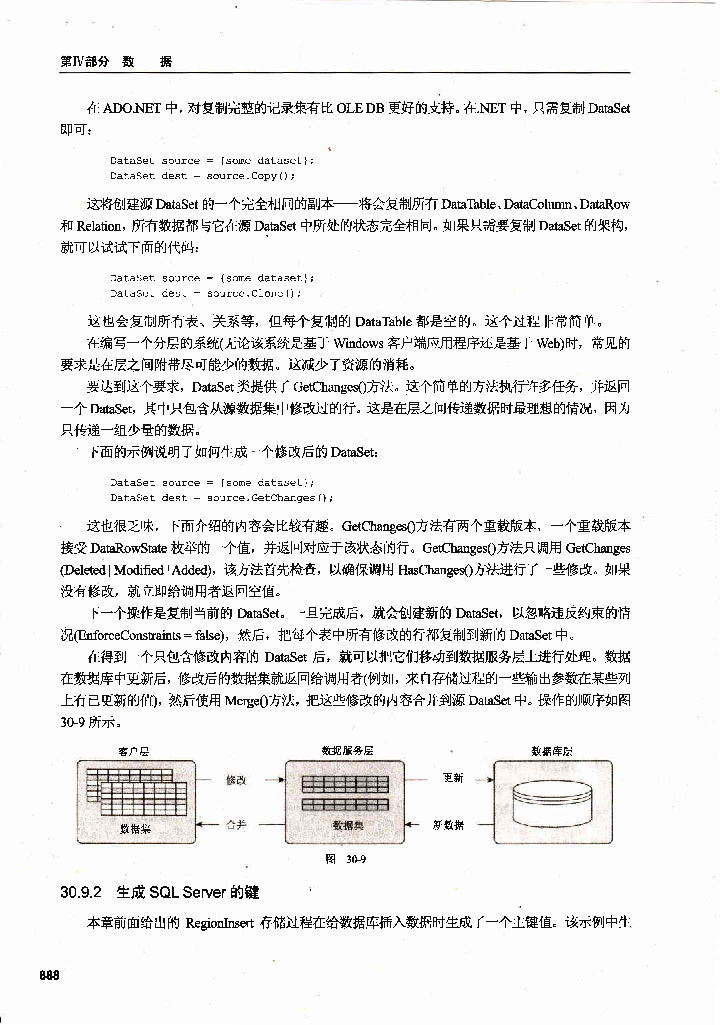 第Ⅳ部分 数 据
在 ADO.NET 中，对复制完整的记录集有比 OLE DB 更好的支持。在.NET 中，只需复制 DataSet
即可：
DataSet source = {some dataset};
DataSet dest = source.Copy();
这将创建源 DataSet 的一个完全相同的副本——将会复制所有 DataTable、DataColumn、DataRow
和 Relation，所有数据都与它在源 DataSet 中所处的状态完全相同。如果只需要复制 DataSet 的架构，
就可以试试下面的代码：
DataSet source = {some dataset};
DataSet dest = source.Clone();
这也会复制所有表、关系等，但每个复制的 DataTable 都是空的。这个过程非常简单。
在编写一个分层的系统(无论该系统是基于 Windows 客户端应用程序还是基于 Web)时，常见的
要求是在层之间附带尽可能少的数据。这减少了资源的消耗。
要达到这个要求，DataSet 类提供了 GetChanges()方法。这个简单的方法执行许多任务，并返回
一个 DataSet，其中只包含从源数据集中修改过的行。这是在层之间传递数据时最理想的情况，因为
只传递一组少量的数据。
下面的示例说明了如何生成一个修改后的 DataSet：
DataSet source = {some dataset};
DataSet dest = source.GetChanges();
这也很乏味，下面介绍的内容会比较有趣。GetChanges()方法有两个重载版本，一个重载版本
接受 DataRowState 枚举的一个值，并返回对应于该状态的行。GetChanges()方法只调用 GetChanges
(Deleted | Modified | Added)，该方法首先检查，以确保调用 HasChanges()方法进行了一些修改。如果
没有修改，就立即给调用者返回空值。
下一个操作是复制当前的 DataSet。一旦完成后，就会创建新的 DataSet，以忽略违反约束的情
况(EnforceConstraints = false)，然后，把每个表中所有修改的行都复制到新的 DataSet 中。
在得到一个只包含修改内容的 DataSet 后，就可以把它们移动到数据服务层上进行处理。数据
在数据库中更新后，修改后的数据集就返回给调用者(例如，来自存储过程的一些输出参数在某些列
上有已更新的值)，然后使用 Merge()方法，把这些修改的内容合并到源 DataSet 中。操作的顺序如图
30-9 所示。
客户层 数据服务层 数据库层
修改 更新
数据集 合并 数据集 新数据
图 30-9
30.9.2 生成 SQL Server 的键
本章前面给出的 RegionInsert 存储过程在给数据库插入数据时生成了一个主键值。该示例中生
888